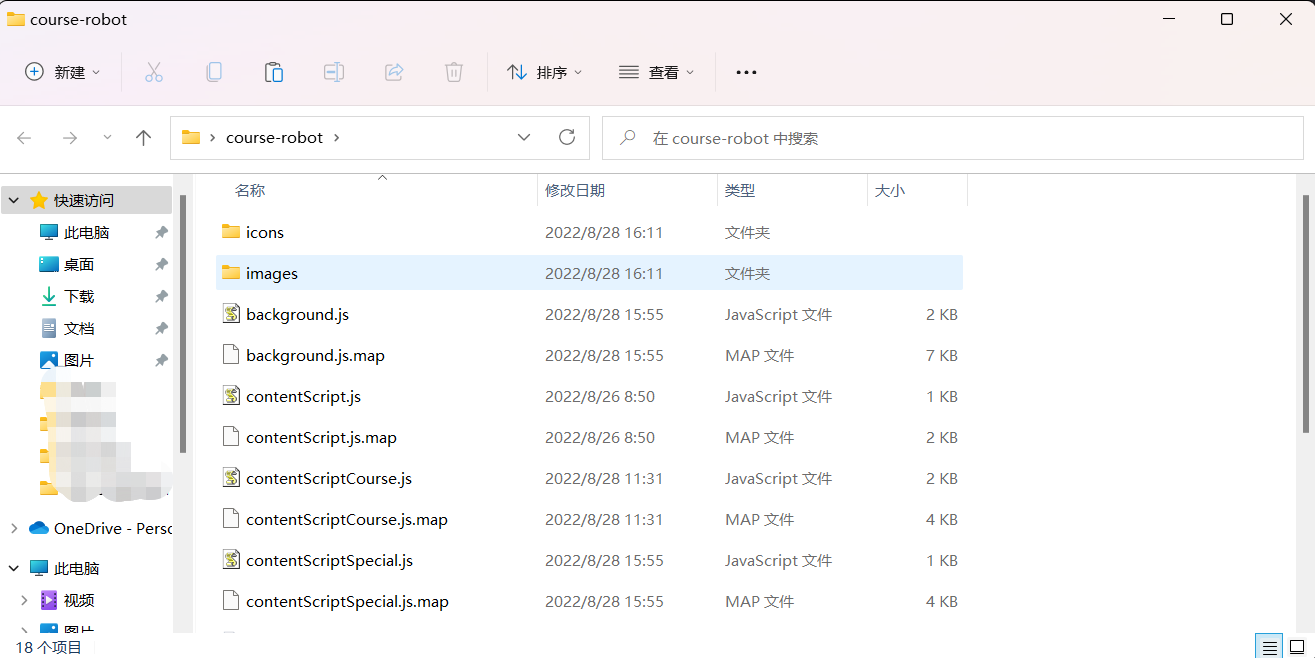 course-robot
新建
排序
查看
course-robot
在 course-robot 中搜索
快速访问
此电脑
桌面
下载
文档
图片
OneDrive - Perso
此电脑
视频
图片
名称 修改日期 类型 大小
icons 2022/8/28 16:11 文件夹
images 2022/8/28 16:11 文件夹
background.js 2022/8/28 15:55 JavaScript 文件 2 KB
background.js.map 2022/8/28 15:55 MAP 文件 7 KB
contentScript.js 2022/8/26 8:50 JavaScript 文件 1 KB
contentScript.js.map 2022/8/26 8:50 MAP 文件 2 KB
contentScriptCourse.js 2022/8/28 11:31 JavaScript 文件 2 KB
contentScriptCourse.js.map 2022/8/28 11:31 MAP 文件 4 KB
contentScriptSpecial.js 2022/8/28 15:55 JavaScript 文件 1 KB
contentScriptSpecial.js.map 2022/8/28 15:55 MAP 文件 4 KB
18 个项目